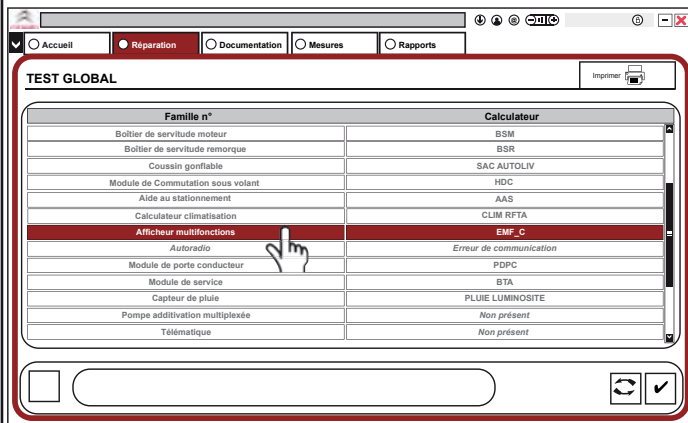 Accueil Réparation Documentation Mesures Rapports
TEST GLOBAL
Imprimer
Famille n° Calculateur
Boîtier de servitude moteur BSM
Boîtier de servitude remorque BSR
Coussin gonflable SAC AUTOLIV
Module de Commutation sous volant HDC
Aide au stationnement AAS
Calculateur climatisation CLIM RFTA
Afficheur multifonctions EMF_C
Autoradio Erreur de communication
Module de porte conducteur PDPC
Module de service BTA
Capteur de pluie PLUIE LUMINOSITE
Pompe additivation multiplexée Non présent
Télématique Non présent